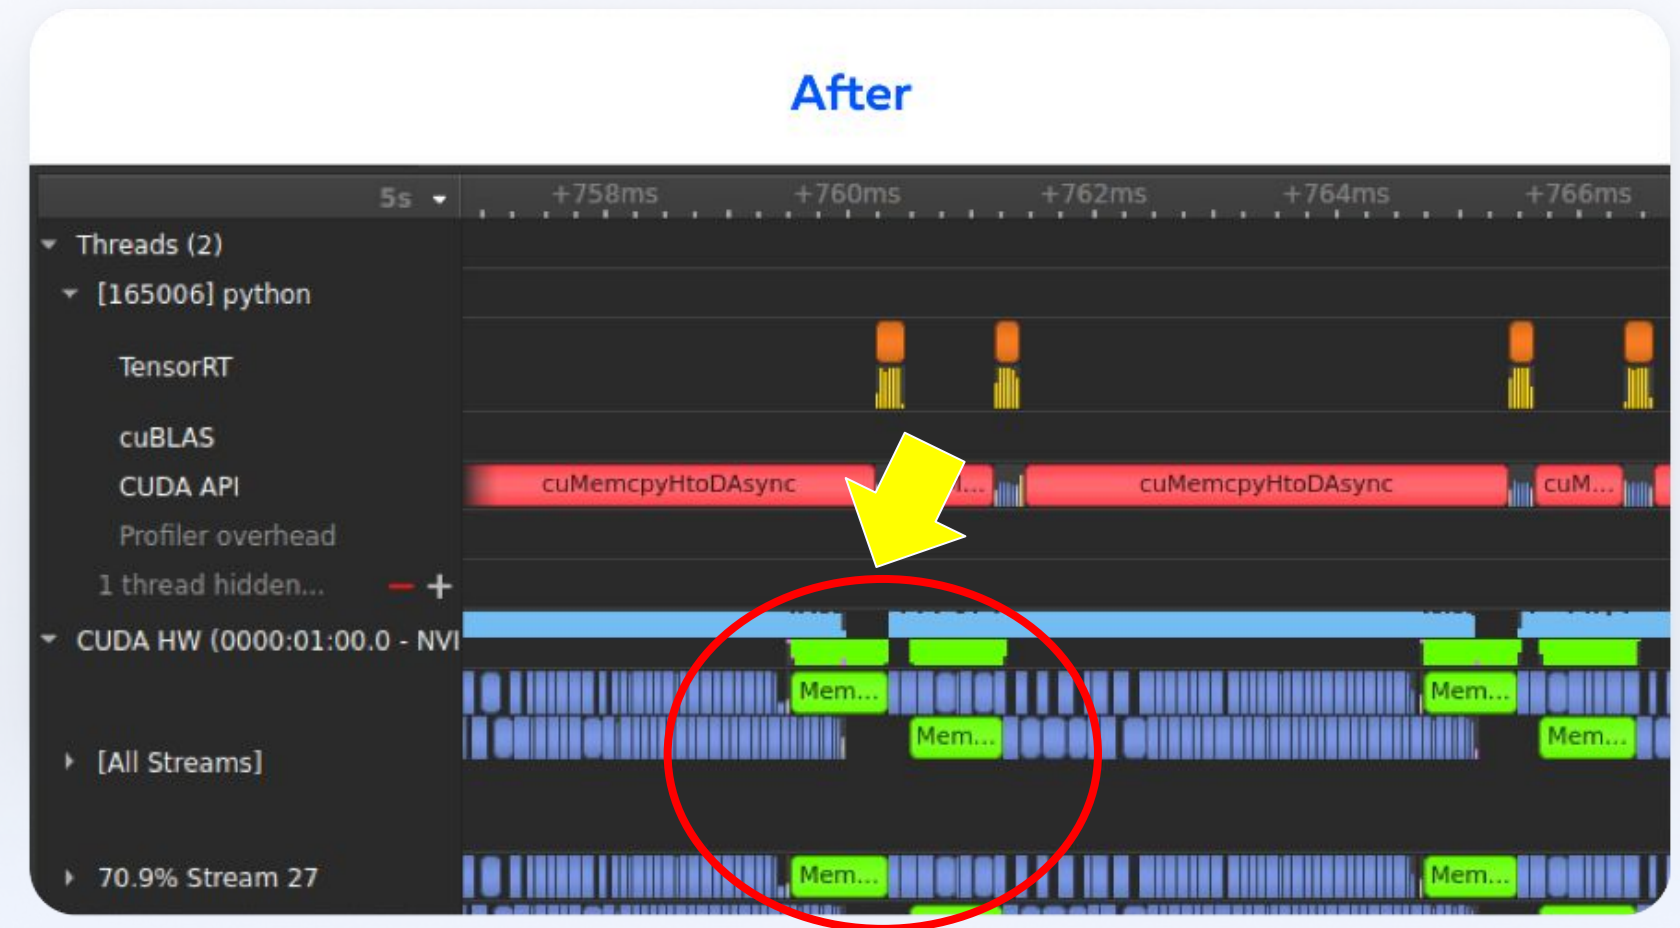 After
5s +758ms +760ms +762ms +764ms +766ms
Threads (2)
[165006] python
TensorRT
cuBLAS
CUDA API cuMemcpyHtoDAsync cuMemcpyHtoDAsync cuM...
Profiler overhead
1 thread hidden...
CUDA HW (0000:01:00.0 - NVI
Mem... Mem...
Mem... Mem...
[All Streams]
70.9% Stream 27 Mem... Mem...